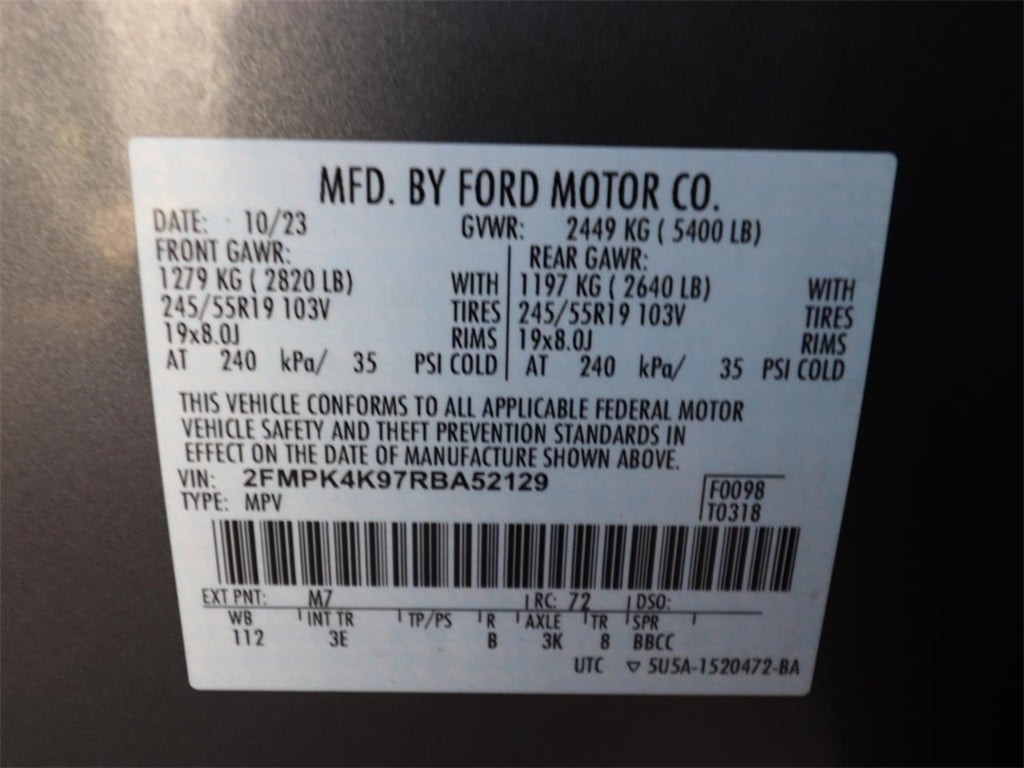 MFD. BY FORD MOTOR CO.
DATE: 10/23 GVWR: 2449 KG ( 5400 LB)
FRONT GAWR: REAR GAWR:
1279 KG ( 2820 LB) WITH 1197 KG ( 2640 LB) WITH
245/55R19 103V TIRES 245/55R19 103V TIRES
19x8.0J RIMS 19x8.0J RIMS
AT 240 kPa/ 35 PSI COLD AT 240 kPa/ 35 PSI COLD
THIS VEHICLE CONFORMS TO ALL APPLICABLE FEDERAL MOTOR
VEHICLE SAFETY AND THEFT PREVENTION STANDARDS IN
EFFECT ON THE DATE OF MANUFACTURE SHOWN ABOVE.
VIN: 2FMPK4K97RBA52129 F0098
TYPE: MPV T0318
EXT PNT: M7 RC: 72 DSO:
WB INT TR TP/PS R AXLE TR SPR
112 3E B 3K 8 BBCC
UTC ▽ 5U5A-1520472-BA